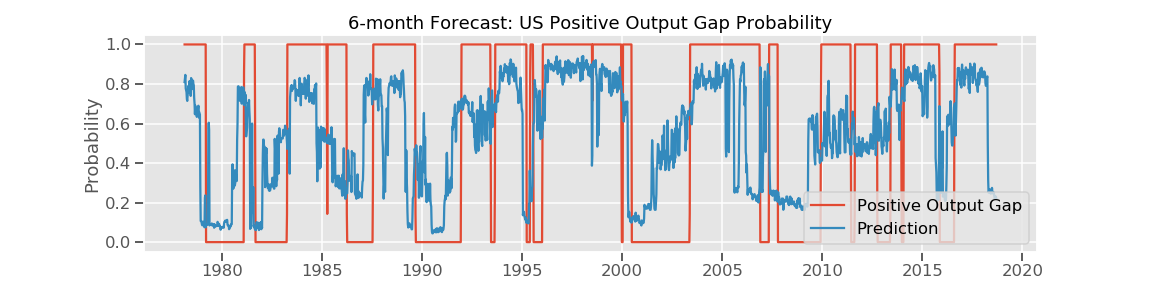 6-month Forecast: US Positive Output Gap Probability
1.0
0.8
0.6
0.4
0.2
0.0
Probability
Positive Output Gap
Prediction
1980 1985 1990 1995 2000 2005 2010 2015 2020